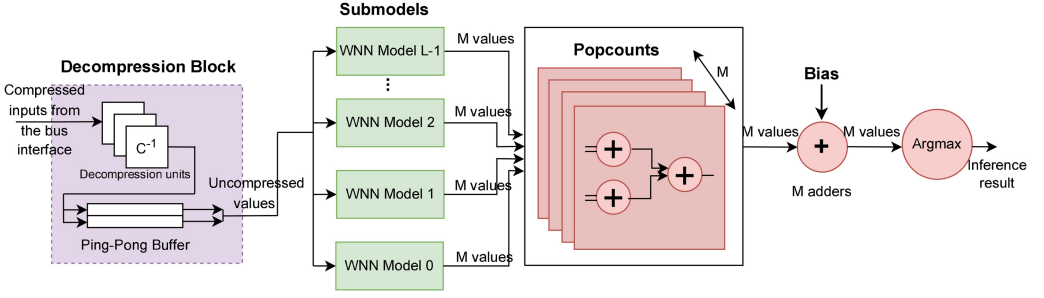 Submodels
WNN Model L-1
M values
WNN Model 2
M values
WNN Model 1
M values
WNN Model 0
M values
Decompression Block
Compressed
inputs from
the bus
interface
C⁻¹
Decompression units
Ping-Pong Buffer
Uncompressed
values
Popcounts
M
+
+
+
M values
Bias
+
M adders
M values
Argmax
Inference
result